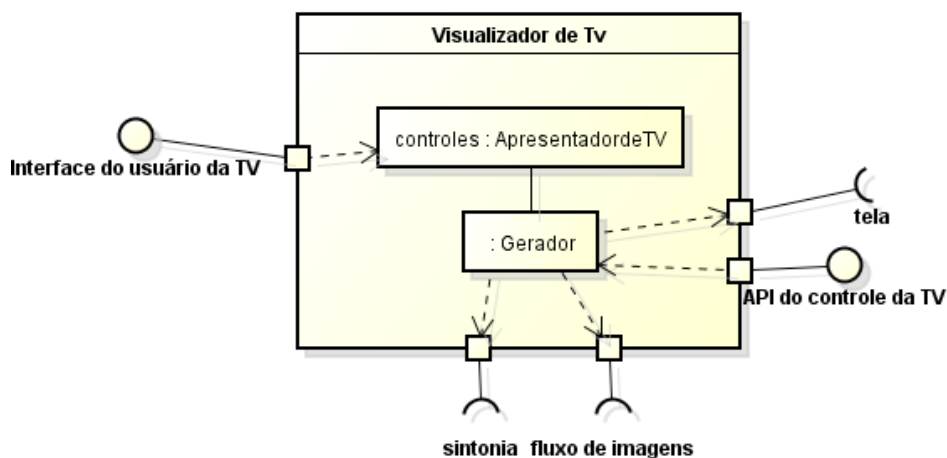 Visualizador de Tv
controles : ApresentadordeTV
Interface do usuário da TV
tela
: Gerador
API do controle da TV
sintonia
fluxo de imagens